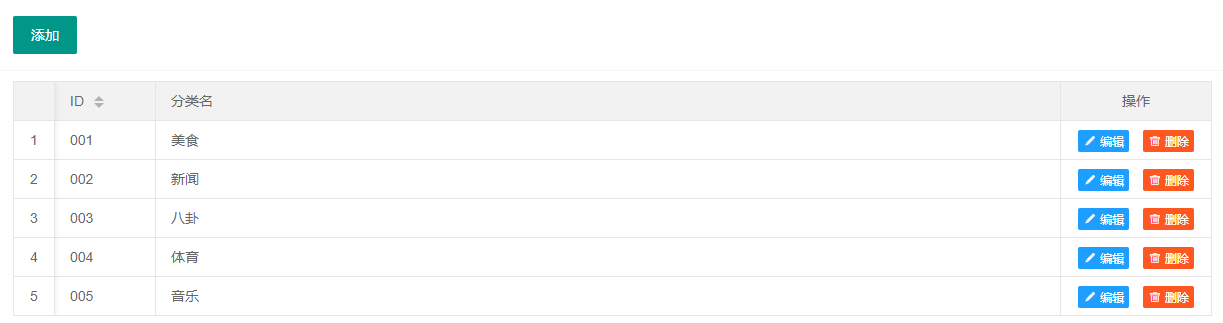 添加
ID 分类名 操作
1 001 美食 编辑 删除
2 002 新闻 编辑 删除
3 003 八卦 编辑 删除
4 004 体育 编辑 删除
5 005 音乐 编辑 删除